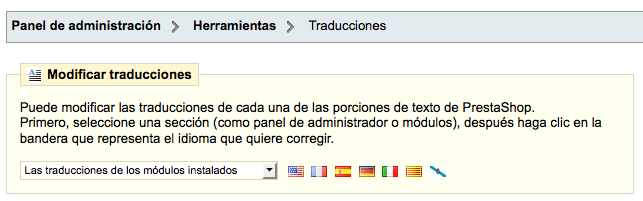 Panel de administración > Herramientas > Traducciones
Modificar traducciones
Puede modificar las traducciones de cada una de las porciones de texto de PrestaShop.
Primero, seleccione una sección (como panel de administrador o módulos), después haga clic en la
bandera que representa el idioma que quiere corregir.
Las traducciones de los módulos instalados